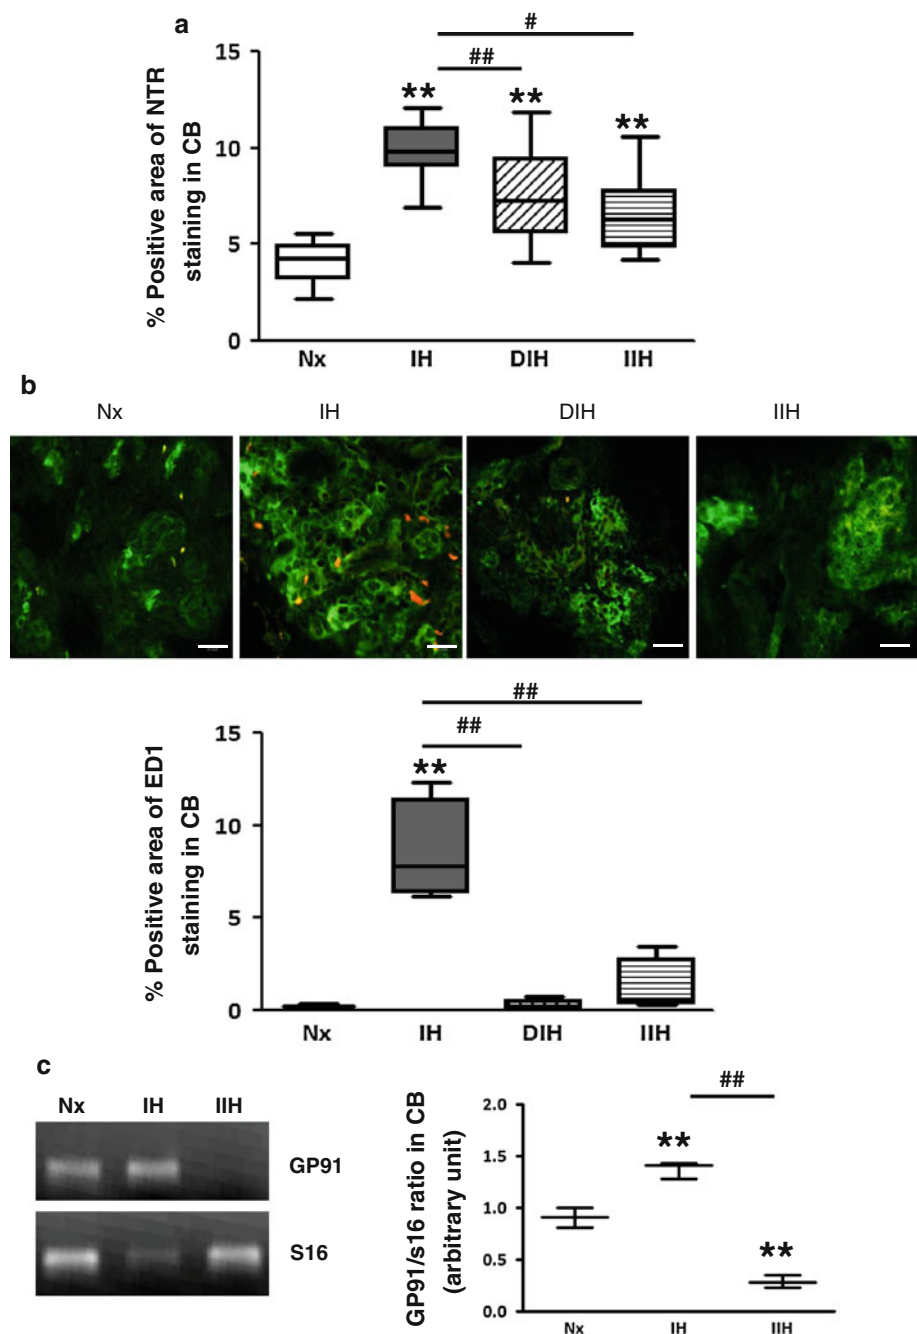 a
#
##
15
**
**
**
10
5
0
% Positive area of NTR
staining in CB
Nx IH DIH IIH
b
Nx IH DIH IIH
##
##
15
**
10
5
0
% Positive area of ED1
staining in CB
Nx IH DIH IIH
c
Nx IH IIH
GP91
S16
##
2.0
**
1.5
1.0
**
0.5
0.0
GP91/s16 ratio in CB
(arbitrary unit)
Nx IH IIH